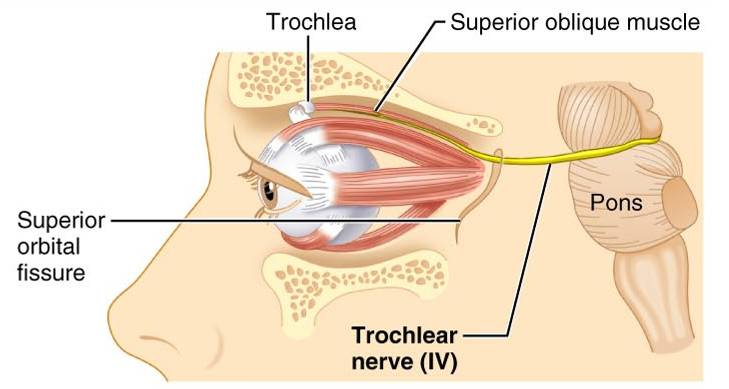 Trochlea
Superior oblique muscle
Pons
Superior
orbital
fissure
Trochlear
nerve (IV)